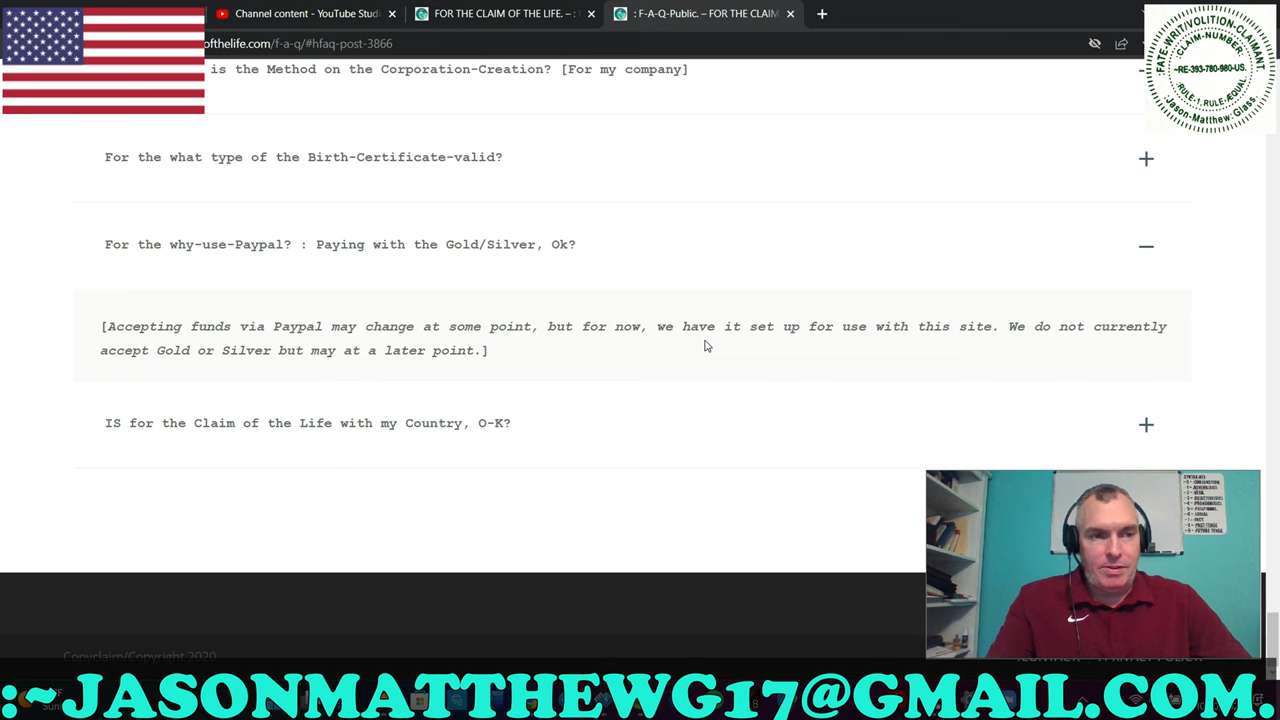 Channel content - YouTube Studi
FOR THE CLAIM OF THE LIFE. – :
F-A-Q-Public. – FOR THE CLAIM
ofthelife.com/f-a-q/#hfaq-post-3866
is the Method on the Corporation-Creation? [For my company]
For the what type of the Birth-Certificate-valid?
For the why-use-Paypal? : Paying with the Gold/Silver, Ok?
[Accepting funds via Paypal may change at some point, but for now, we have it set up for use with this site. We do not currently
accept Gold or Silver but may at a later point.]
IS for the Claim of the Life with my Country, O-K?
Copyclaim/Copyright 2020
:FATE-WRIT/VOLITION-CLAIMANT
CLAIM-NUMBER:
~RE-393-780-980-US.
RULE-1, RULE-ÆQUAL.
:Jason-Matthew: Glass.
:~ JASONMATTHEWG17@GMAIL.COM.